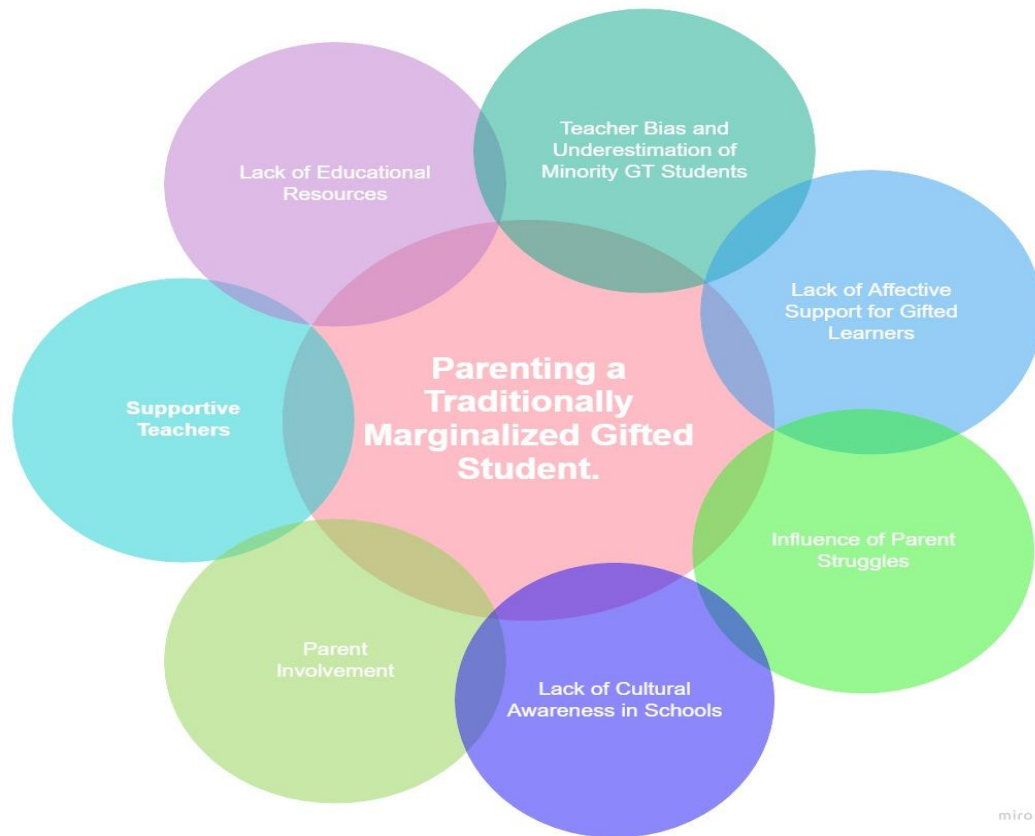 Teacher Bias and
Underestimation of
Minority GT Students
Lack of Educational
Resources
Lack of Affective
Support for Gifted
Learners
Parenting a
Traditionally
Marginalized Gifted
Student.
Supportive
Teachers
Influence of Parent
Struggles
Parent
Involvement
Lack of Cultural
Awareness in Schools
miro